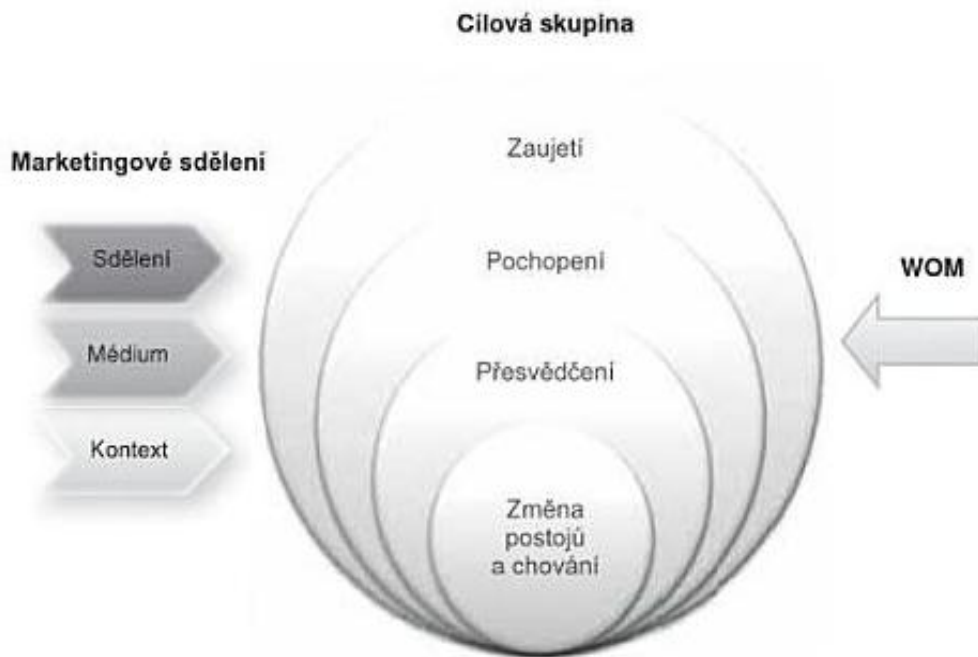 Cílová skupina
Marketingové sdělení
Sdělení
Médium
Kontext
Zaujetí
Pochopení
Přesvědčení
Změna
postojů
a chování
WOM